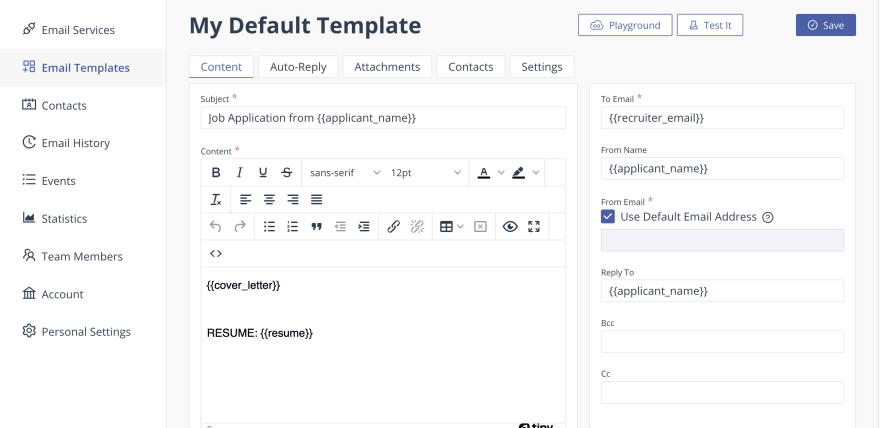 Email Services
Email Templates
Contacts
Email History
Events
Statistics
Team Members
Account
Personal Settings
My Default Template
Playground
Test It
Save
Content
Auto-Reply
Attachments
Contacts
Settings
Subject *
Job Application from {{applicant_name}}
Content *
B I U S sans-serif 12pt A
{{cover_letter}}
RESUME: {{resume}}
tiny
To Email *
{{recruiter_email}}
From Name
{{applicant_name}}
From Email *
Use Default Email Address
Reply To
{{applicant_name}}
Bcc
Cc